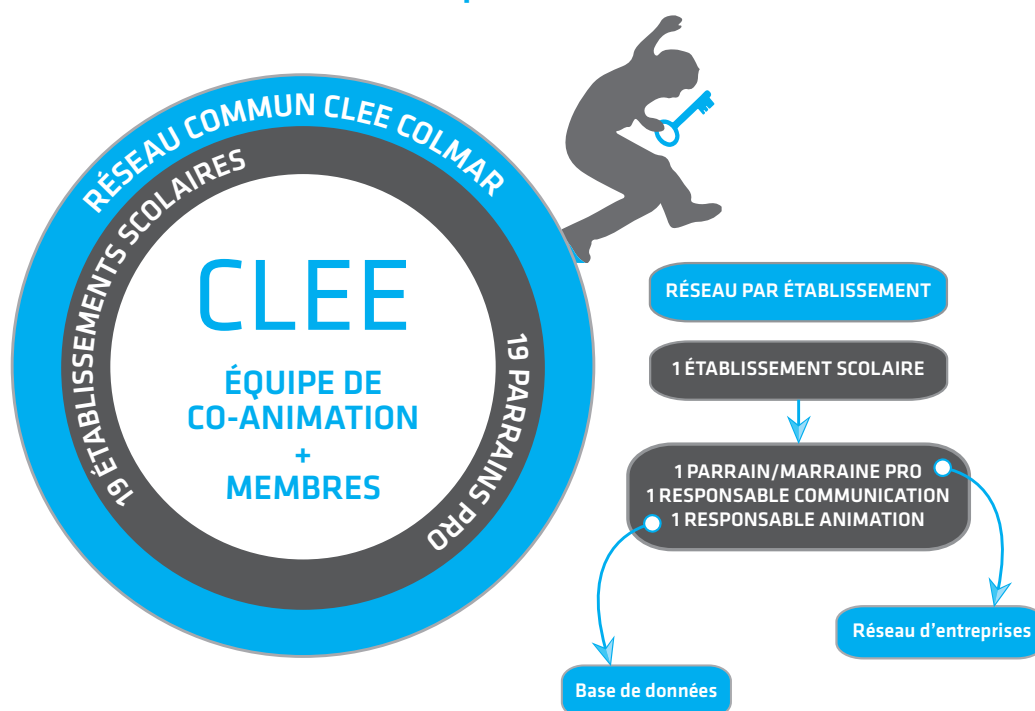 RÉSEAU COMMUN CLEE COLMAR
19 ÉTABLISSEMENTS SCOLAIRES
19 PARRAINS PRO
CLEE
ÉQUIPE DE
CO-ANIMATION
+
MEMBRES
RÉSEAU PAR ÉTABLISSEMENT
1 ÉTABLISSEMENT SCOLAIRE
1 PARRAIN/MARRAINE PRO
1 RESPONSABLE COMMUNICATION
1 RESPONSABLE ANIMATION
Réseau d'entreprises
Base de données